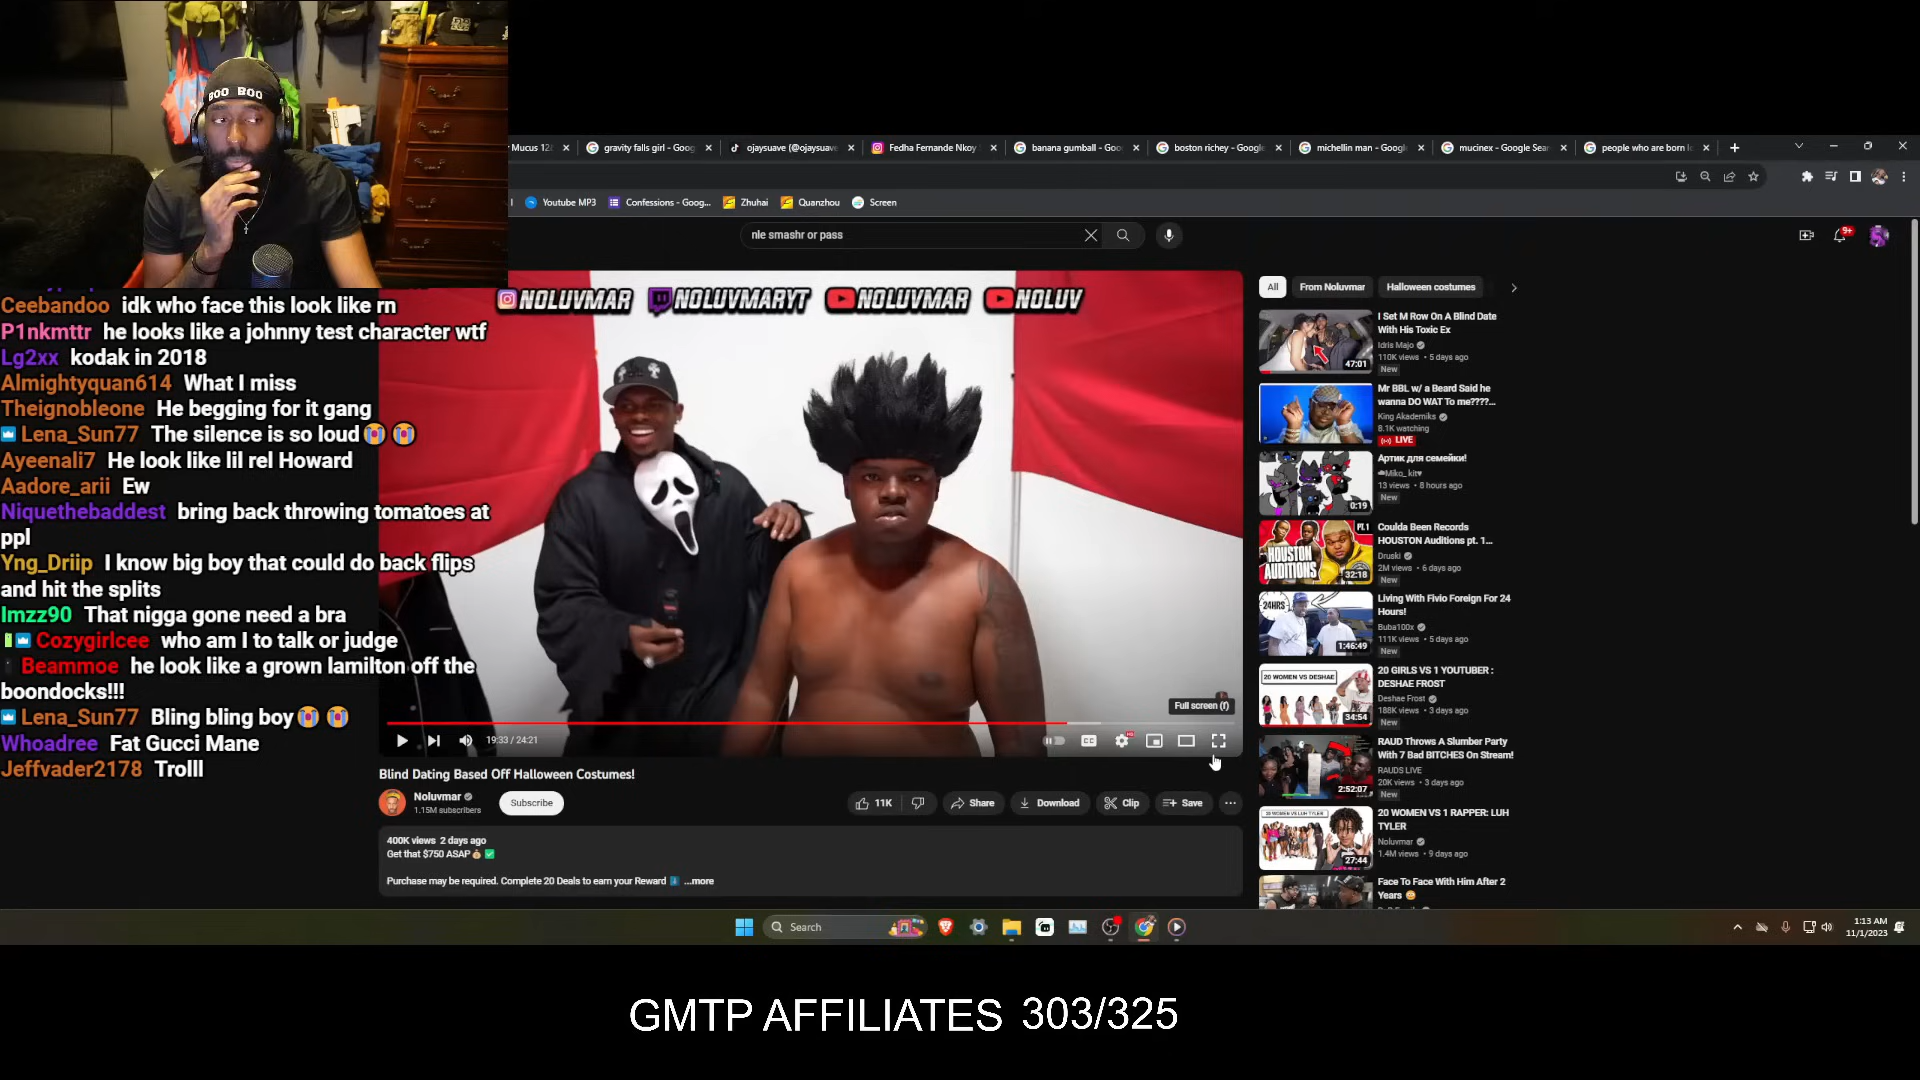 BOO BOO
Mucus 12
gravity falls girl - Goog
ojaysuave (@ojaysuave
Fedha Fernande Nkoy
banana gumball - Goo
boston richey - Google
michellin man - Google
mucinex - Google Sear
people who are born l
Youtube MP3
Confessions - Goog...
Zhuhai
Quanzhou
Screen
nle smashr or pass
9+
NOLUVMAR
NOLUVMARYT
NOLUVMAR
NOLUV
Ceebandoo idk who face this look like rn
P1nkmttr he looks like a johnny test character wtf
Lg2xx kodak in 2018
Almightyquan614 What I miss
Theignobleone He begging for it gang
Lena_Sun77 The silence is so loud😭 😭
Ayeenali7 He look like lil rel Howard
Aadore_arii Ew
Niquethebaddest bring back throwing tomatoes at
ppl
Yng_Driip I know big boy that could do back flips
and hit the splits
Imzz90 That nigga gone need a bra
Cozygirlcee who am I to talk or judge
Beammoe he look like a grown lamilton off the
boondocks!!!
Lena_Sun77 Bling bling boy😭 😭
Whoadree Fat Gucci Mane
Jeffvader2178 Trolll
Full screen (f)
19:33 / 24:21
Blind Dating Based Off Halloween Costumes!
Noluvmar
1.15M subscribers
Subscribe
11K
Share
Download
Clip
Save
400K views 2 days ago
Get that $750 ASAP💰✅
Purchase may be required. Complete 20 Deals to earn your Reward ...more
All
From Noluvmar
Halloween costumes
I Set M Row On A Blind Date
With His Toxic Ex
Idris Majo
110K views • 5 days ago
New
47:01
Mr BBL w/ a Beard Said he
wanna DO WAT To me????...
King Akademiks
8.1K watching
LIVE
Артик для семейки!
Miko_kit♥
13 views • 8 hours ago
New
0:19
PT.1
HOUSTON
AUDITIONS
32:18
Coulda Been Records
HOUSTON Auditions pt. 1...
Druski
2M views • 6 days ago
New
24HRS
1:46:49
Living With Fivio Foreign For 24
Hours!
Buba100x
111K views • 5 days ago
New
20 WOMEN VS DESHAE
34:54
20 GIRLS VS 1 YOUTUBER :
DESHAE FROST
Deshae Frost
188K views • 3 days ago
New
2:52:07
RAUD Throws A Slumber Party
With 7 Bad BITCHES On Stream!
RAUDS LIVE
20K views • 3 days ago
New
27:44
20 WOMEN VS 1 RAPPER: LUH
TYLER
Noluvmar
1.4M views • 9 days ago
Face To Face With Him After 2
Years
Search
1:13 AM
11/1/2023
GMTP AFFILIATES 303/325